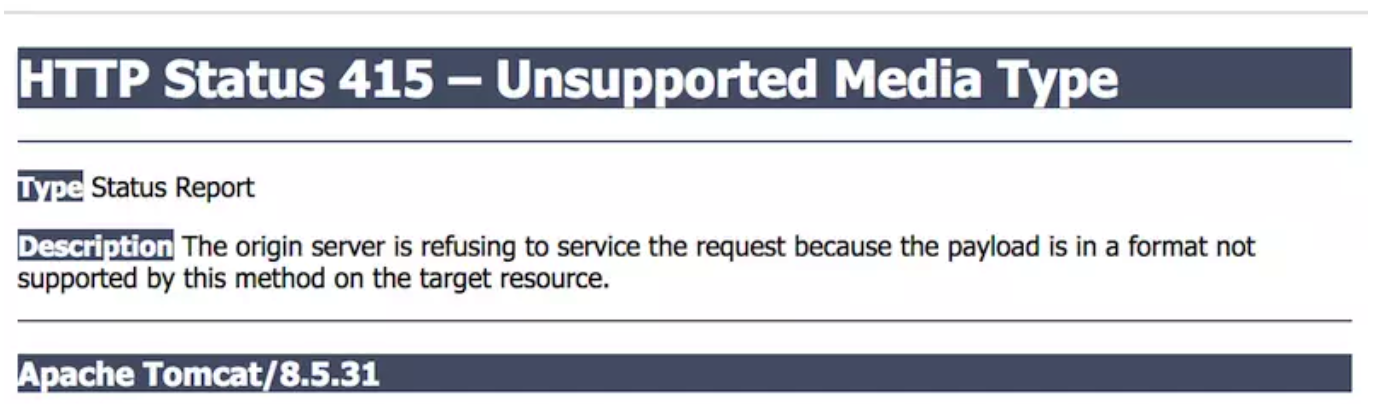 HTTP Status 415 – Unsupported Media Type
Type Status Report
Description The origin server is refusing to service the request because the payload is in a format not
supported by this method on the target resource.
Apache Tomcat/8.5.31